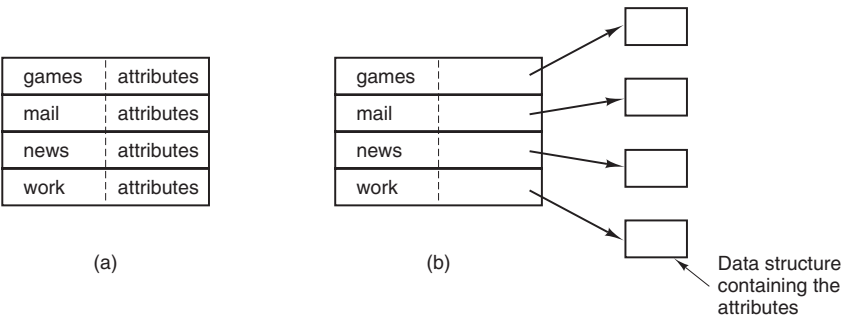 games attributes
mail attributes
news attributes
work attributes
(a)
games
mail
news
work
(b)
Data structure
containing the
attributes